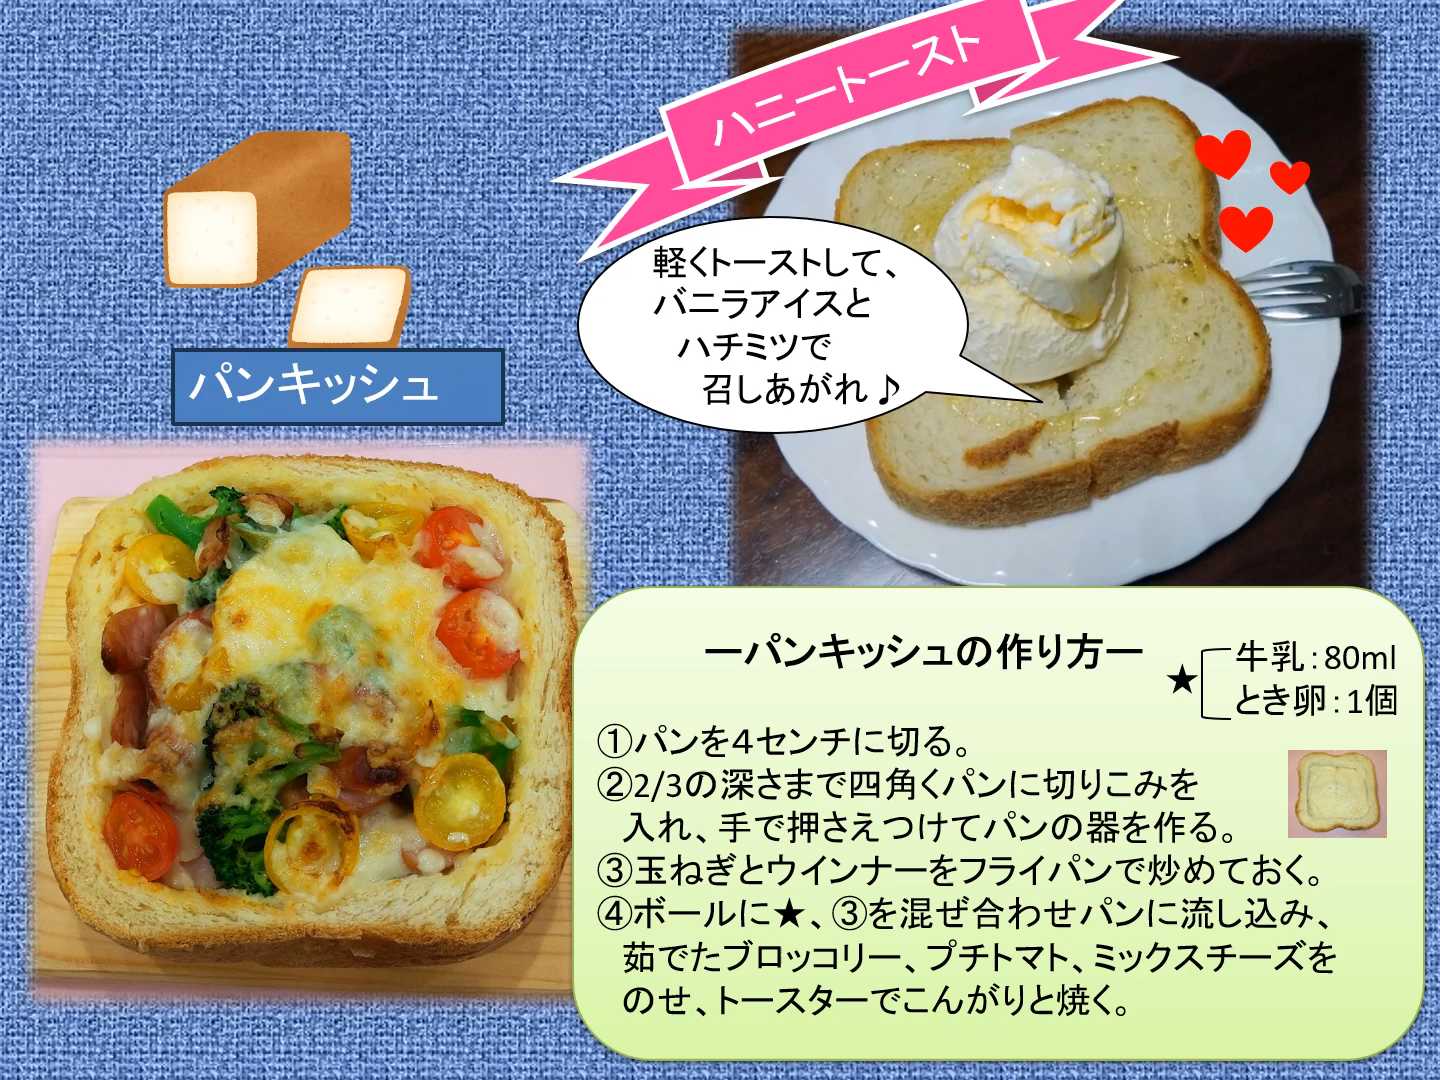 ハニートースト
軽くトーストして、
バニラアイスと
ハチミツで
召しあがれ♪
パンキッシュ
ーパンキッシュの作り方ー
★
牛乳：80ml
とき卵：1個
①パンを４センチに切る。
②2/3の深さまで四角くパンに切りこみを
入れ、手で押さえつけてパンの器を作る。
③玉ねぎとウインナーをフライパンで炒めておく。
④ボールに★、③を混ぜ合わせパンに流し込み、
茹でたブロッコリー、プチトマト、ミックスチーズを
のせ、トースターでこんがりと焼く。